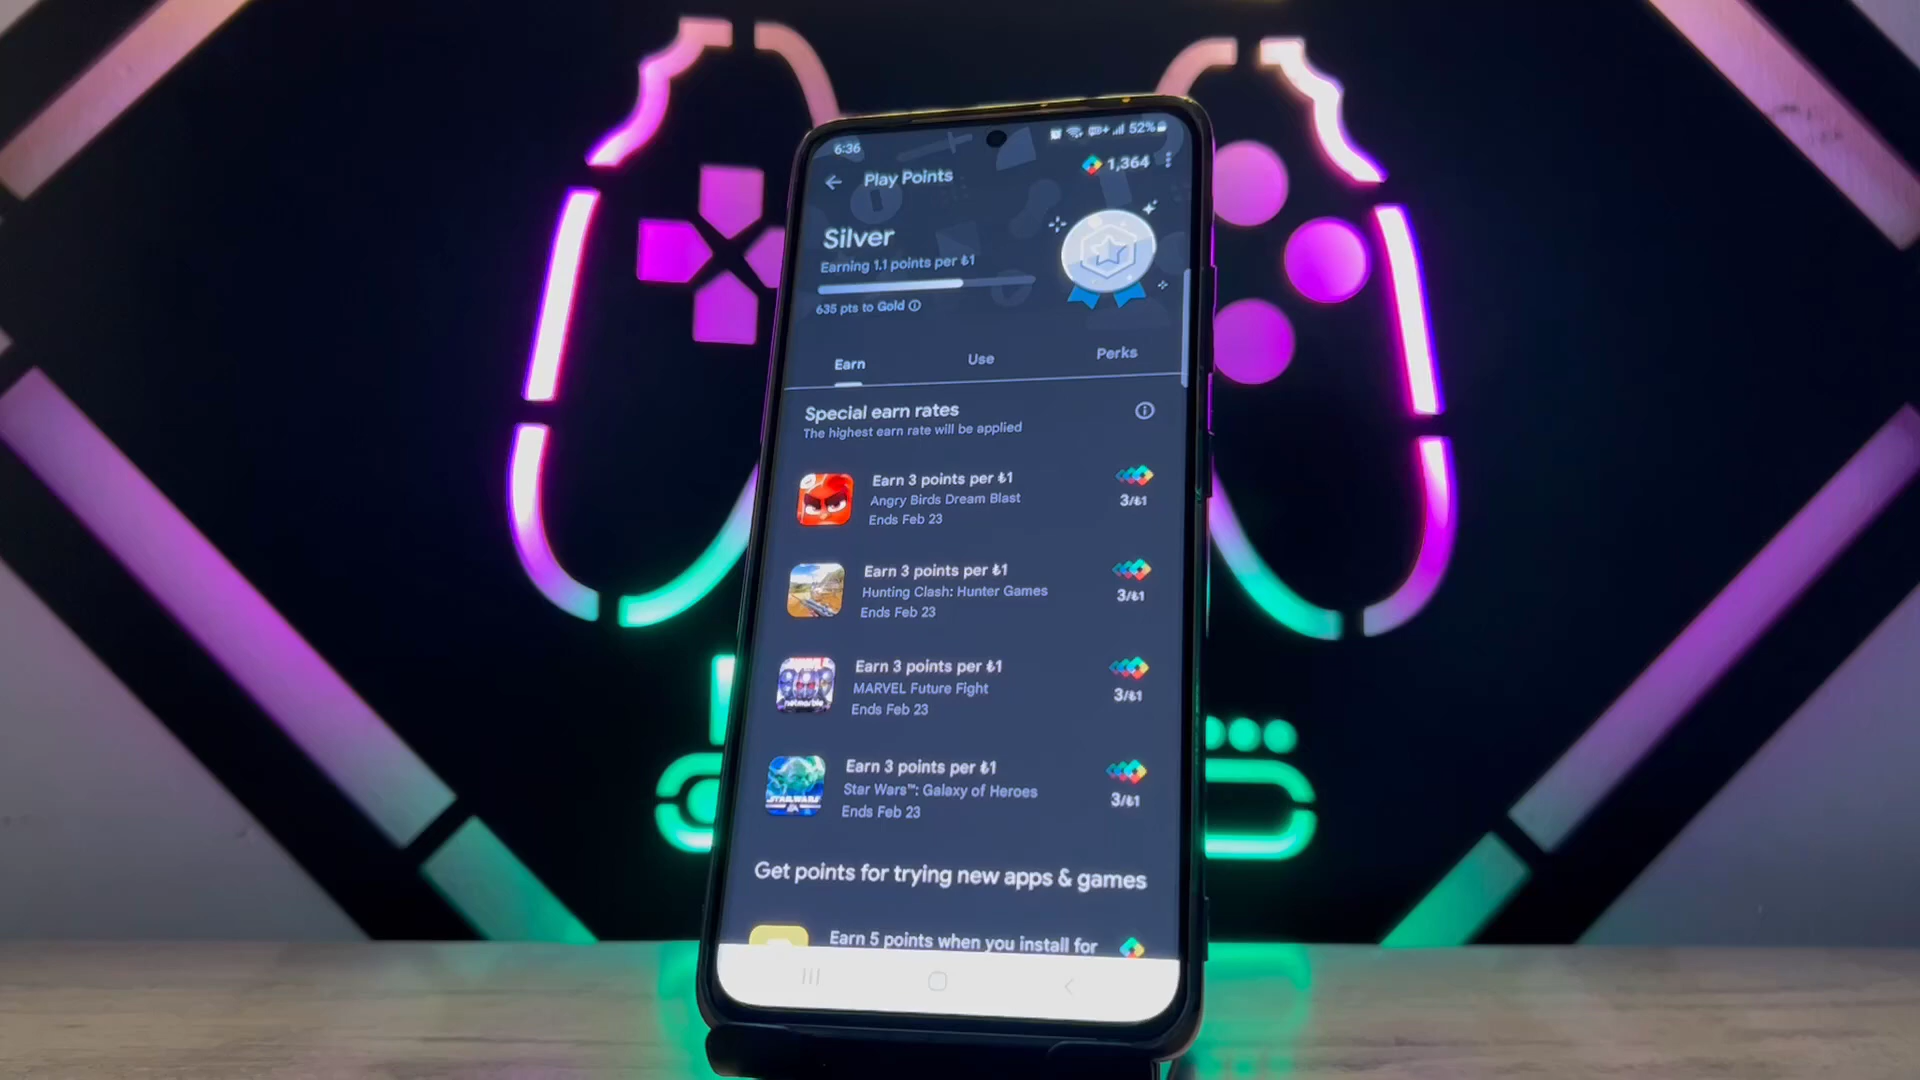 6:36
52%
Play Points
1,364
Silver
Earning 1.1 points per ₺1
635 pts to Gold
Earn
Use
Perks
Special earn rates
The highest earn rate will be applied
Earn 3 points per ₺1
Angry Birds Dream Blast
Ends Feb 23
3/₺1
Earn 3 points per ₺1
Hunting Clash: Hunter Games
Ends Feb 23
3/₺1
Earn 3 points per ₺1
MARVEL Future Fight
Ends Feb 23
3/₺1
netmarble
Earn 3 points per ₺1
Star Wars™: Galaxy of Heroes
Ends Feb 23
3/₺1
STAR WARS
EA
Get points for trying new apps & games
Earn 5 points when you install for